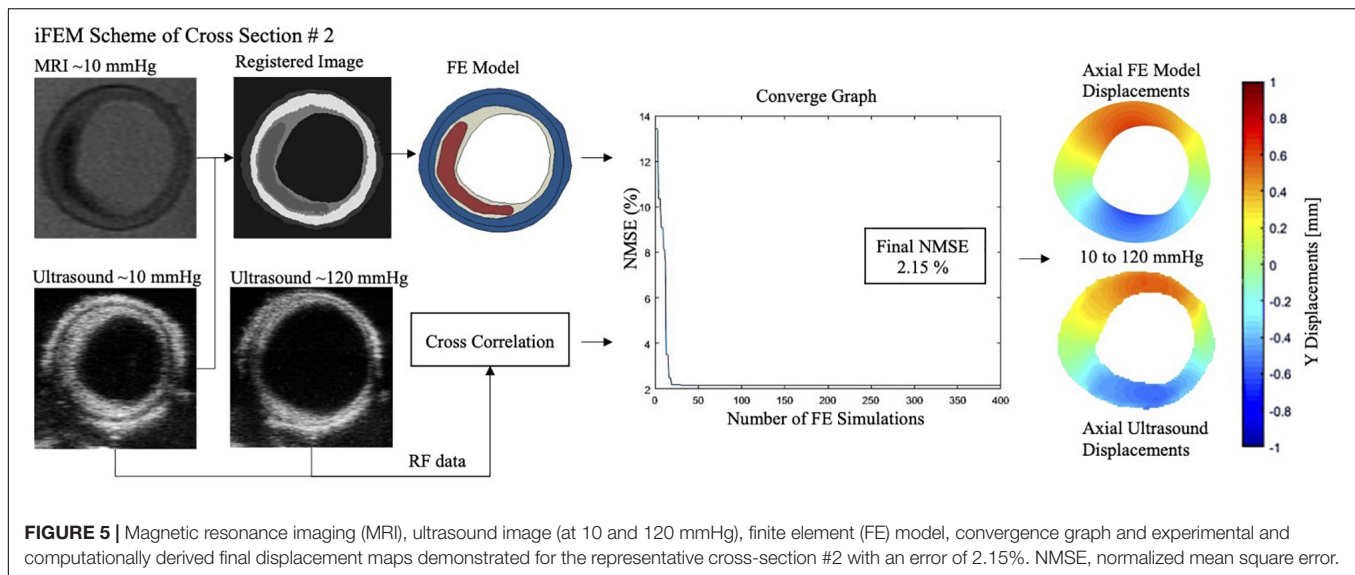 iFEM Scheme of Cross Section # 2
MRI ~10 mmHg
Registered Image
FE Model
Converge Graph
Axial FE Model
Displacements
NMSE (%)
14
12
10
8
6
4
2
0
50
100
150
200
250
300
350
400
Number of FE Simulations
Final NMSE
2.15 %
10 to 120 mmHg
Ultrasound ~10 mmHg
Ultrasound ~120 mmHg
Cross Correlation
RF data
Axial Ultrasound
Displacements
1
0.8
0.6
0.4
0.2
0
-0.2
-0.4
-0.6
-0.8
-1
Y Displacements [mm]
FIGURE 5 | Magnetic resonance imaging (MRI), ultrasound image (at 10 and 120 mmHg), finite element (FE) model, convergence graph and experimental and
computationally derived final displacement maps demonstrated for the representative cross-section #2 with an error of 2.15%. NMSE, normalized mean square error.